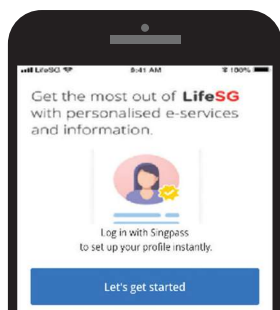 LifeSG 8:41 AM 100%
Get the most out of LifeSG
with personalised e-services
and information.
Log in with Singpass
to set up your profile instantly.
Let's get started